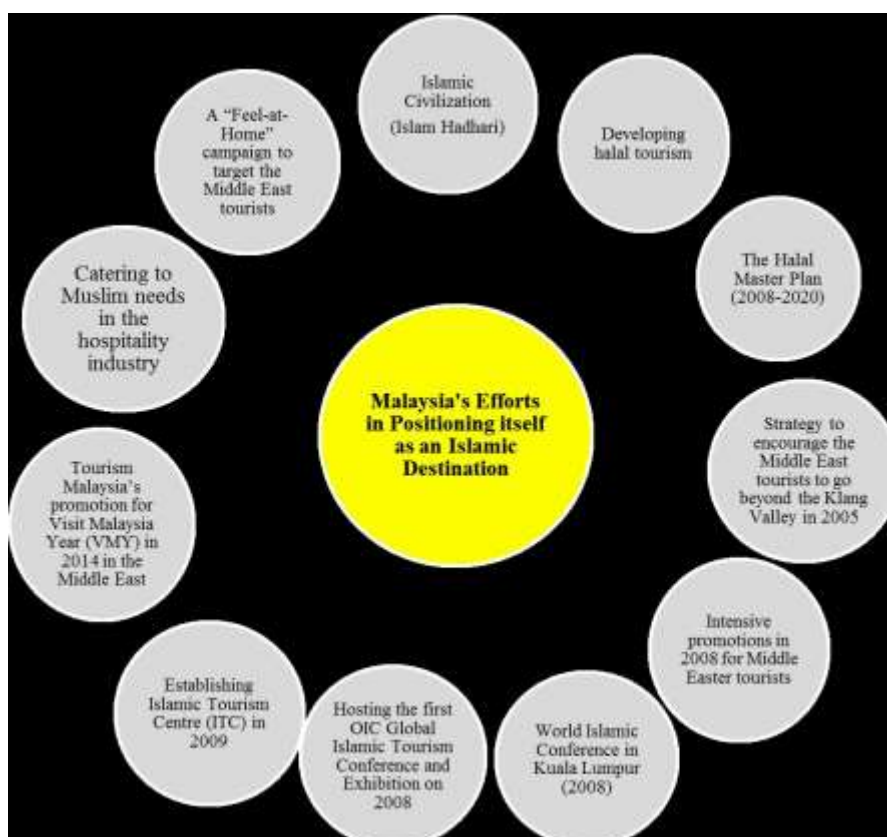 Islamic
Civilization
(Islam Hadhari)
Developing
halal tourism
The Halal
Master Plan
(2008-2020)
Strategy to
encourage the
Middle East
tourists to go
beyond the Klang
Valley in 2005
Intensive
promotions in
2008 for Middle
Easter tourists
World Islamic
Conference in
Kuala Lumpur
(2008)
Hosting the first
OIC Global
Islamic Tourism
Conference and
Exhibition on
2008
Establishing
Islamic Tourism
Centre (ITC) in
2009
Tourism
Malaysia's
promotion for
Visit Malaysia
Year (VMY) in
2014 in the
Middle East
Catering to
Muslim needs
in the
hospitality
industry
A “Feel-at-
Home”
campaign to
target the
Middle East
tourists
Malaysia's Efforts
in Positioning itself
as an Islamic
Destination